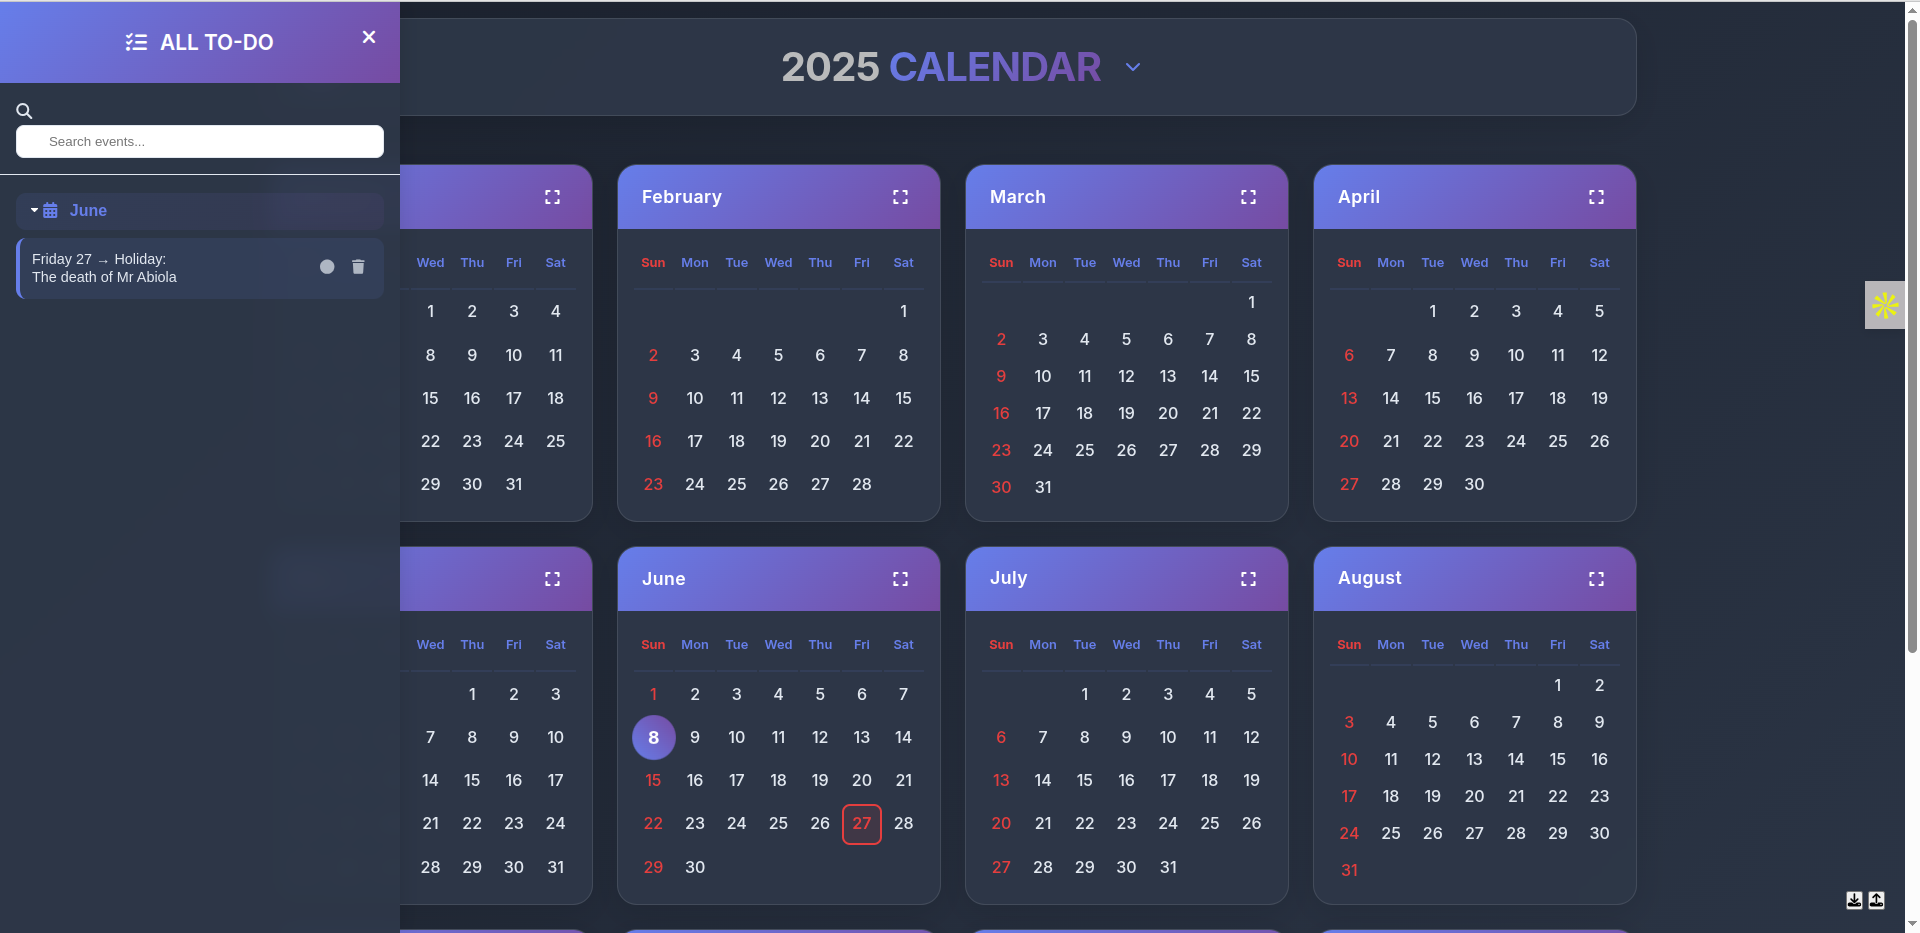 ALL TO-DO
Search events...
June
Friday 27 → Holiday:
The death of Mr Abiola
2025 CALENDAR
Wed Thu Fri Sat
1 2 3 4
8 9 10 11
15 16 17 18
22 23 24 25
29 30 31
February
Sun Mon Tue Wed Thu Fri Sat
1
2 3 4 5 6 7 8
9 10 11 12 13 14 15
16 17 18 19 20 21 22
23 24 25 26 27 28
March
Sun Mon Tue Wed Thu Fri Sat
1
2 3 4 5 6 7 8
9 10 11 12 13 14 15
16 17 18 19 20 21 22
23 24 25 26 27 28 29
30 31
April
Sun Mon Tue Wed Thu Fri Sat
1 2 3 4 5
6 7 8 9 10 11 12
13 14 15 16 17 18 19
20 21 22 23 24 25 26
27 28 29 30
Wed Thu Fri Sat
1 2 3
7 8 9 10
14 15 16 17
21 22 23 24
28 29 30 31
June
Sun Mon Tue Wed Thu Fri Sat
1 2 3 4 5 6 7
8 9 10 11 12 13 14
15 16 17 18 19 20 21
22 23 24 25 26 27 28
29 30
July
Sun Mon Tue Wed Thu Fri Sat
1 2 3 4 5
6 7 8 9 10 11 12
13 14 15 16 17 18 19
20 21 22 23 24 25 26
27 28 29 30 31
August
Sun Mon Tue Wed Thu Fri Sat
1 2
3 4 5 6 7 8 9
10 11 12 13 14 15 16
17 18 19 20 21 22 23
24 25 26 27 28 29 30
31